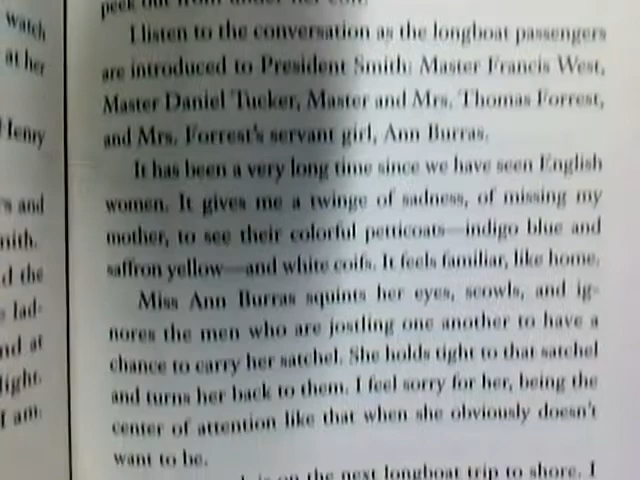 watch
at her
Henry
s and
mith.
d the
lad-
nd at
light.
I am
peek out from under her coif.
I listen to the conversation as the longboat passengers
are introduced to President Smith: Master Francis West,
Master Daniel Tucker, Master and Mrs. Thomas Forrest,
and Mrs. Forrest's servant girl, Ann Burras.
It has been a very long time since we have seen English
women. It gives me a twinge of sadness, of missing my
mother, to see their colorful petticoats—indigo blue and
saffron yellow—and white coifs. It feels familiar, like home.
Miss Ann Burras squints her eyes, scowls, and ig-
nores the men who are jostling one another to have a
chance to carry her satchel. She holds tight to that satchel
and turns her back to them. I feel sorry for her, being the
center of attention like that when she obviously doesn't
want to be.
is on the next longboat trip to shore. I